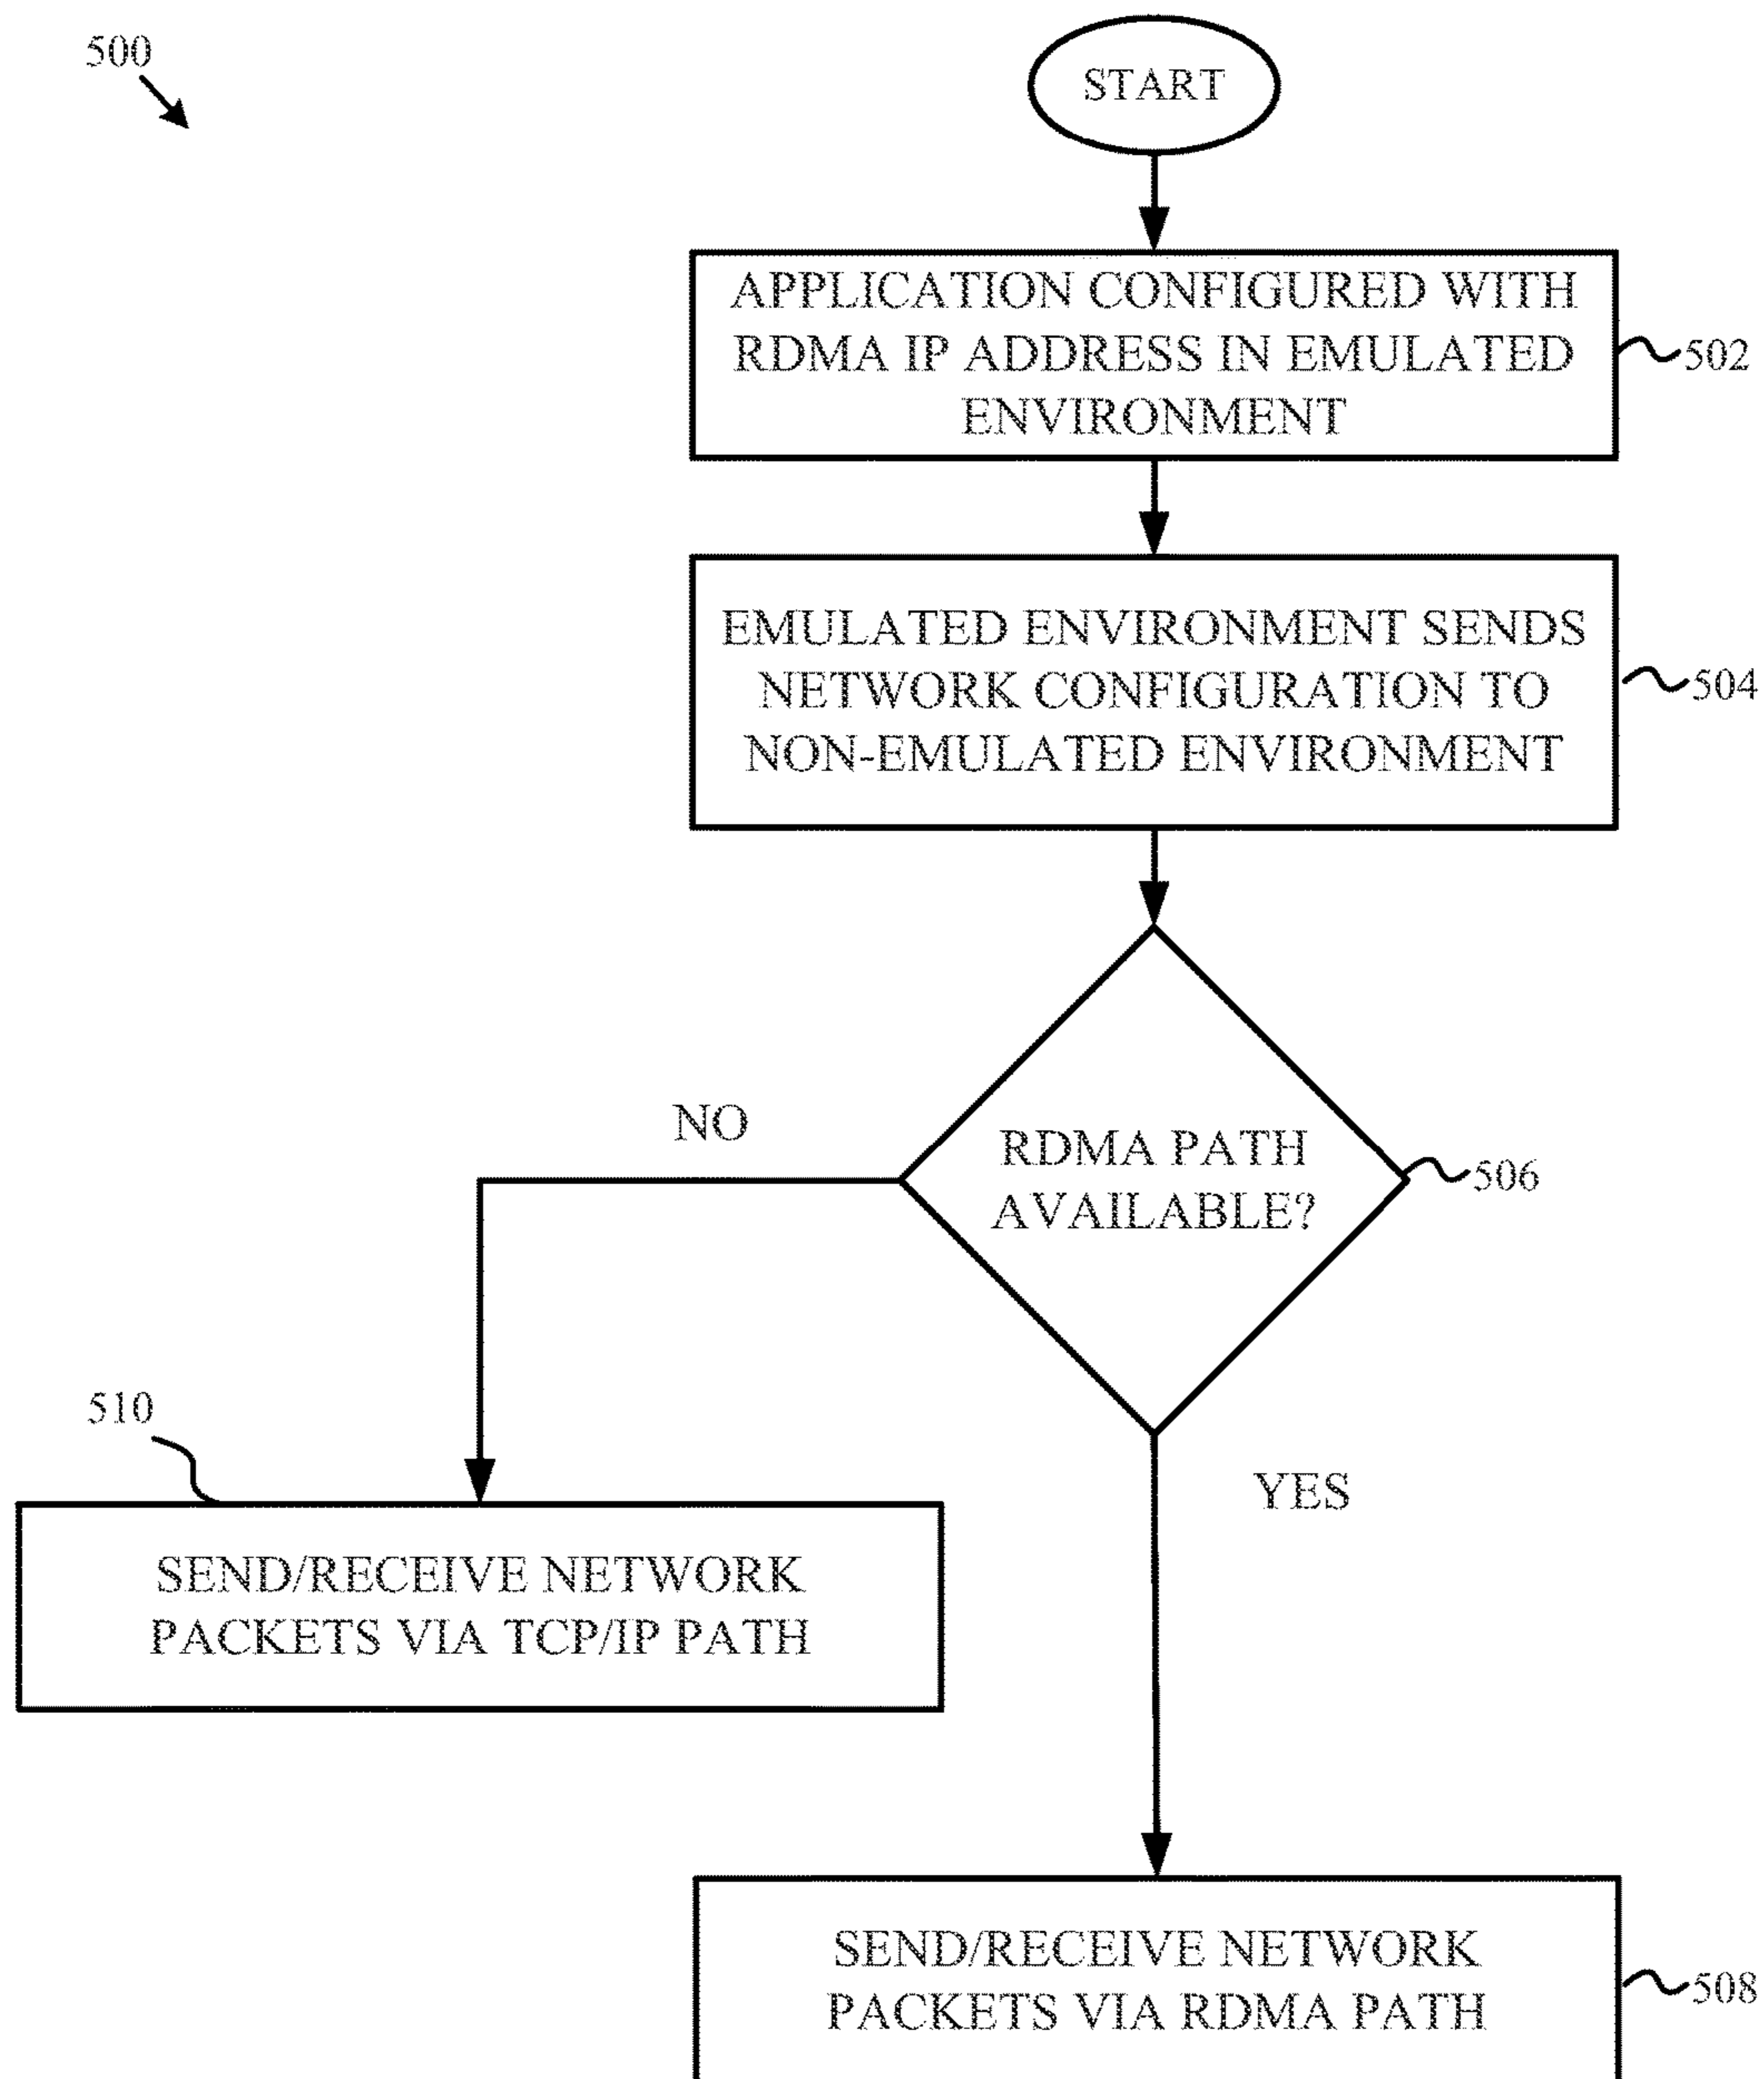 500
START
APPLICATION CONFIGURED WITH
RDMA IP ADDRESS IN EMULATED
ENVIRONMENT
502
EMULATED ENVIRONMENT SENDS
NETWORK CONFIGURATION TO
NON-EMULATED ENVIRONMENT
504
RDMA PATH
AVAILABLE?
506
NO
YES
510
SEND/RECEIVE NETWORK
PACKETS VIA TCP/IP PATH
SEND/RECEIVE NETWORK
PACKETS VIA RDMA PATH
508